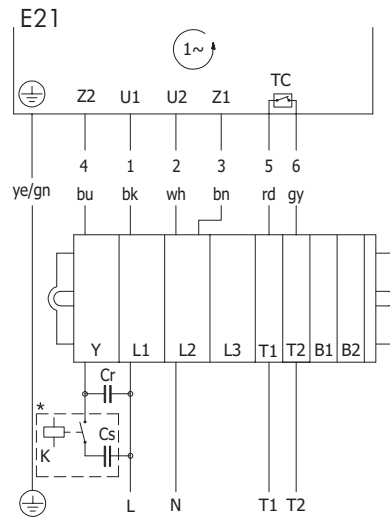 E21
1~
TC
Z2 U1 U2 Z1
4 1 2 3 5 6
ye/gn bu bk wh bn rd gy
Y L1 L2 L3 T1 T2 B1 B2
Cr
*
K Cs
L N T1 T2